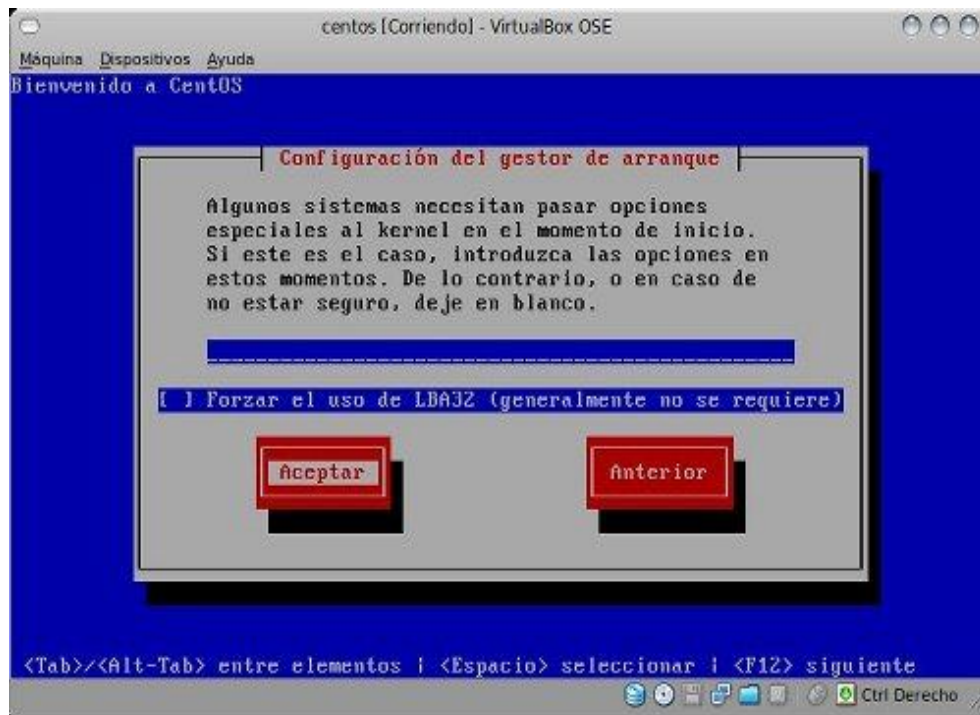 centos [Corriendo] - VirtualBox OSE
Máquina Dispositivos Ayuda
Bienvenido a CentOS
Configuración del gestor de arranque
Algunos sistemas necesitan pasar opciones
especiales al kernel en el momento de inicio.
Si este es el caso, introduzca las opciones en
estos momentos. De lo contrario, o en caso de
no estar seguro, deje en blanco.
[ ] Forzar el uso de LBA32 (generalmente no se requiere)
Aceptar Anterior
<Tab>/<Alt-Tab> entre elementos | <Espacio> seleccionar | <F12> siguiente
Ctrl Derecho